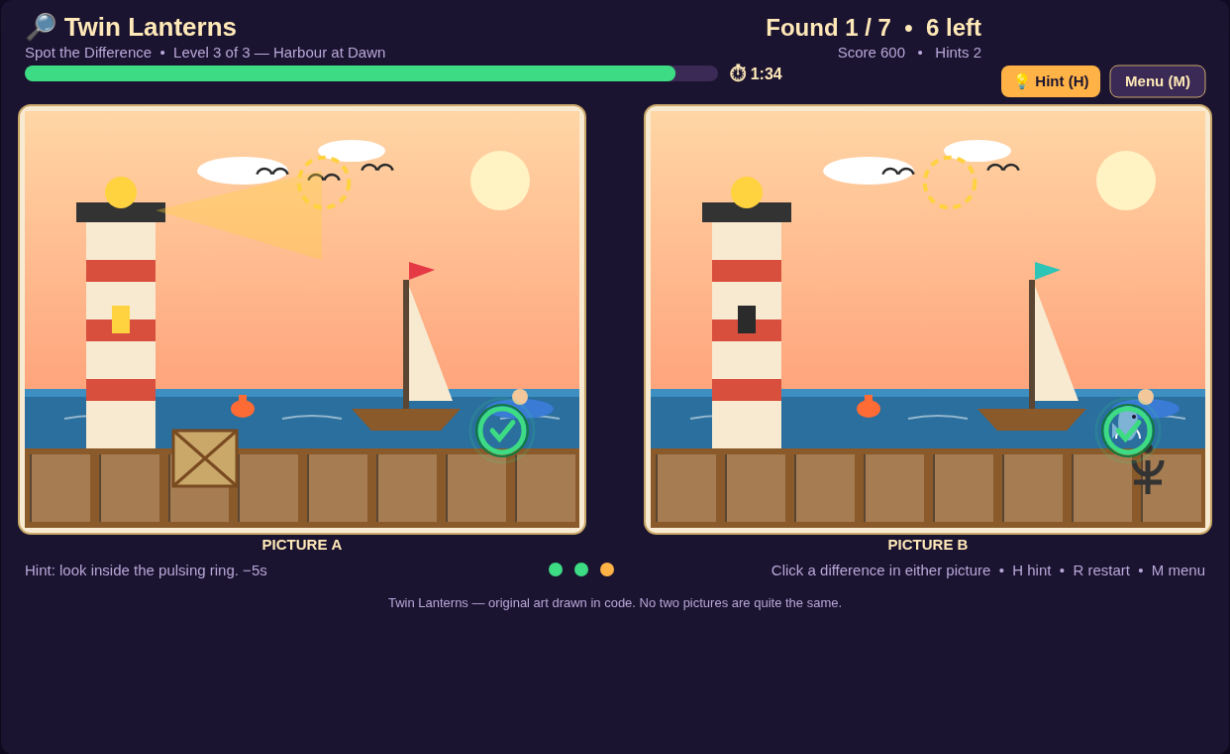 🔎 Twin Lanterns
Found 1 / 7 • 6 left
Spot the Difference • Level 3 of 3 — Harbour at Dawn
Score 600 • Hints 2
⏱ 1:34
💡 Hint (H)
Menu (M)
PICTURE A
PICTURE B
Hint: look inside the pulsing ring. −5s
Click a difference in either picture • H hint • R restart • M menu
Twin Lanterns — original art drawn in code. No two pictures are quite the same.